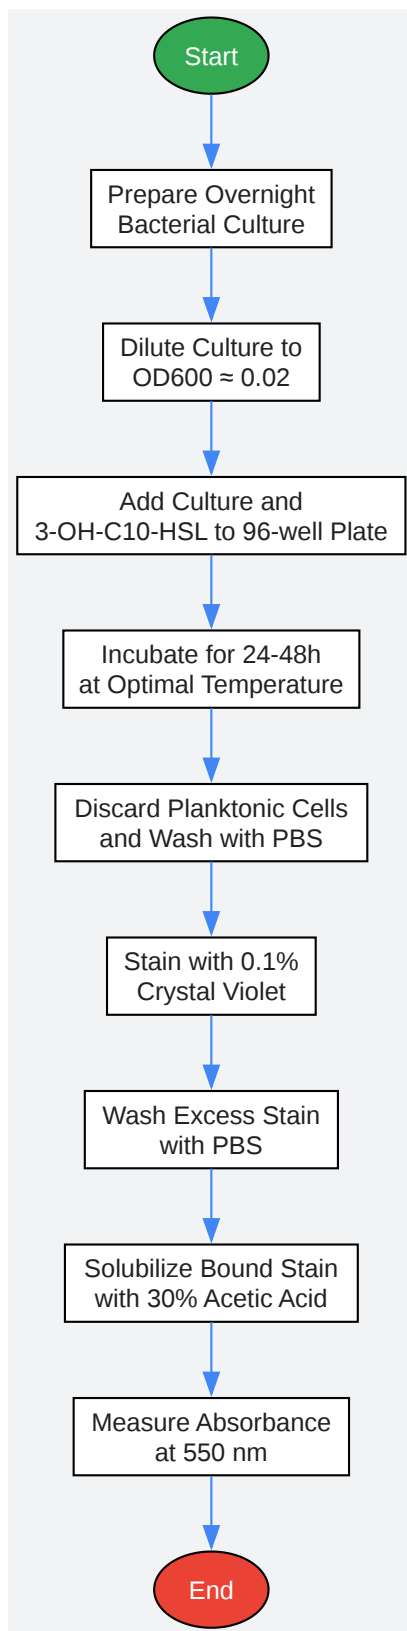 Start
Prepare Overnight
Bacterial Culture
Dilute Culture to
OD600 ≈ 0.02
Add Culture and
3-OH-C10-HSL to 96-well Plate
Incubate for 24-48h
at Optimal Temperature
Discard Planktonic Cells
and Wash with PBS
Stain with 0.1%
Crystal Violet
Wash Excess Stain
with PBS
Solubilize Bound Stain
with 30% Acetic Acid
Measure Absorbance
at 550 nm
End